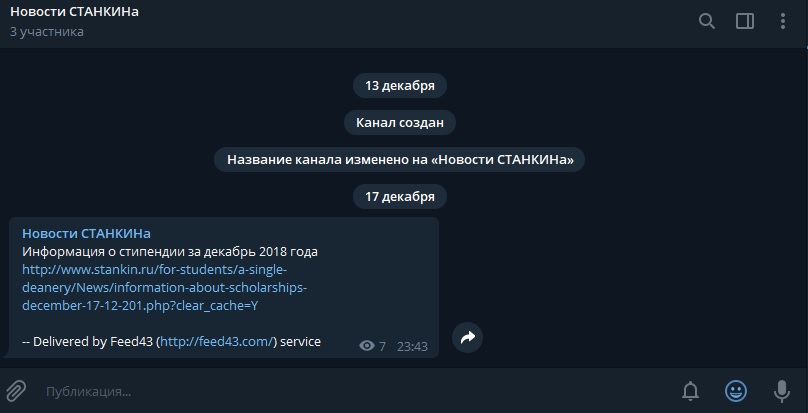 Новости СТАНКИНа
3 участника
13 декабря
Канал создан
Название канала изменено на «Новости СТАНКИНа»
17 декабря
Новости СТАНКИНа
Информация о стипендии за декабрь 2018 года
http://www.stankin.ru/for-students/a-single-
deanery/News/information-about-scholarships-
december-17-12-201.php?clear_cache=Y
-- Delivered by Feed43 (http://feed43.com/) service
7 23:43
Публикация...